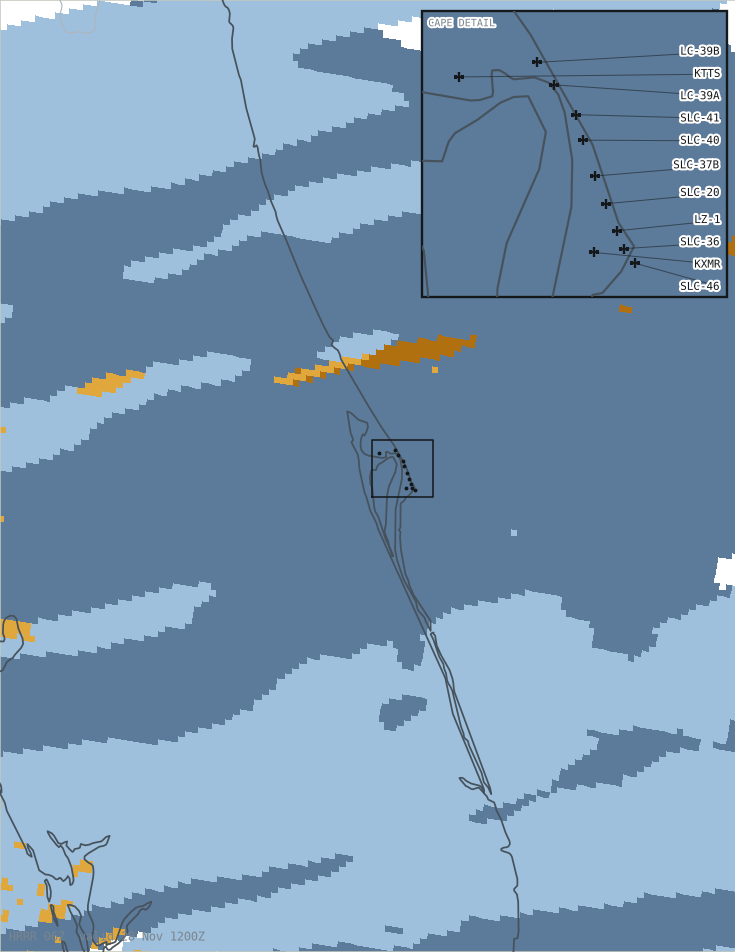 CAPE DETAIL
LC-39B
KTTS
LC-39A
SLC-41
SLC-40
SLC-37B
SLC-20
LZ-1
SLC-36
KXMR
SLC-46
Nov 1200Z